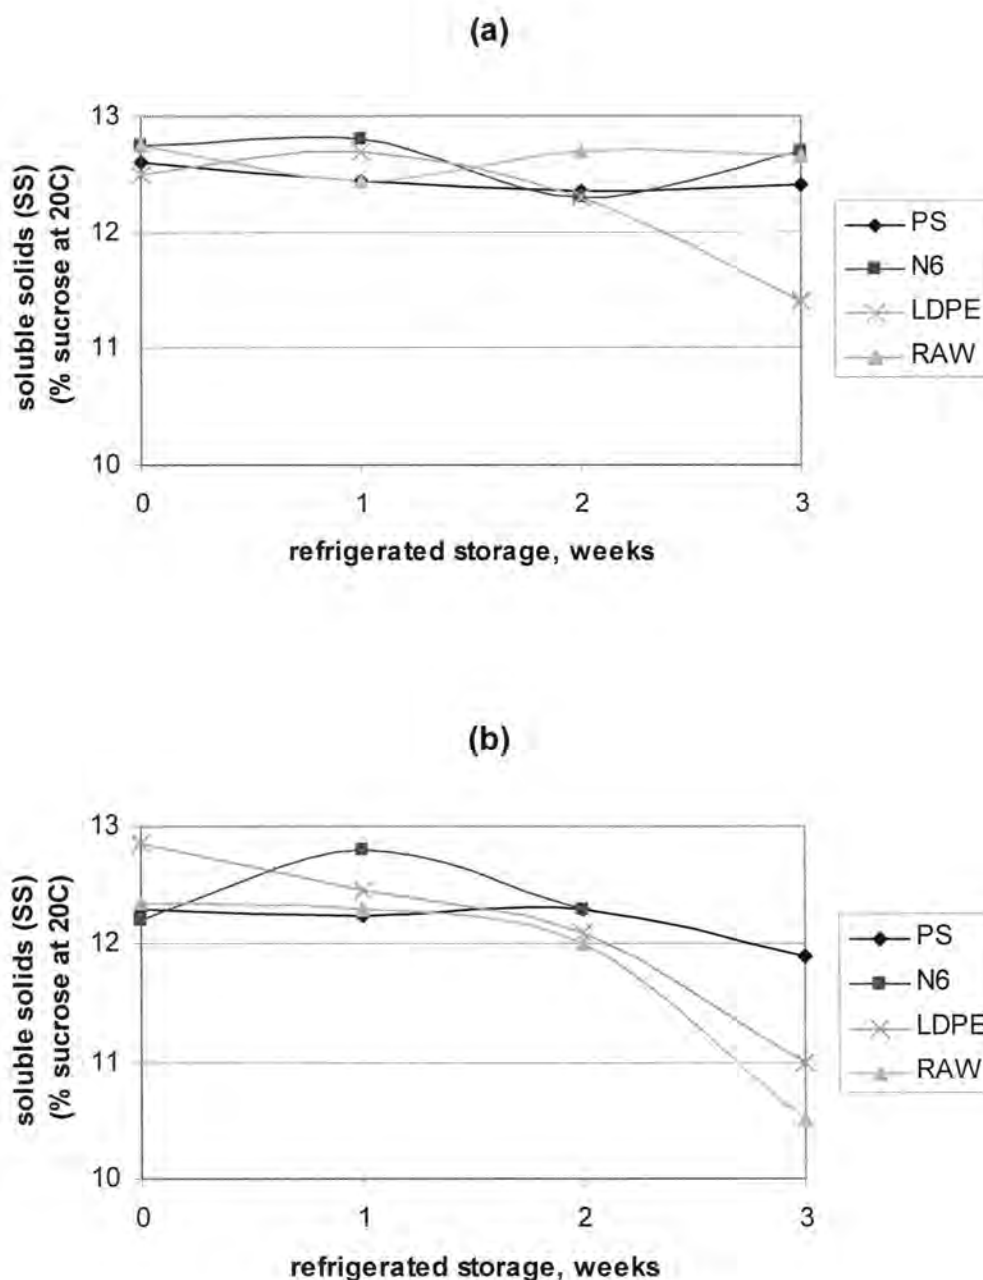 (a)
soluble solids (SS)
(% sucrose at 20C)
13
12
11
10
0 1 2 3
refrigerated storage, weeks
PS
N6
LDPE
RAW
(b)
soluble solids (SS)
(% sucrose at 20C)
13
12
11
10
0 1 2 3
refrigerated storage, weeks
PS
N6
LDPE
RAW